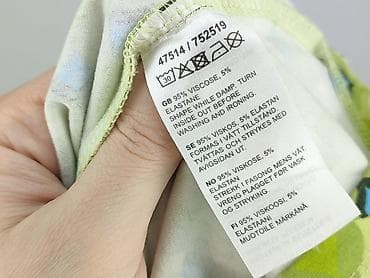 47514 / 752519
30
GB 95% VISCOSE, 5%
ELASTANE
SHAPE WHILE DAMP. TURN
INSIDE OUT BEFORE
WASHING AND IRONING.
SE 95% VISKOS, 5% ELASTAN
FORMAS I VÅTT TILLSTÅND.
TVÄTTAS OCH STRYKES MED
AVIGSIDAN UT.
NO 95% VISKOSE, 5%
ELASTAN
STREKK I FASONG MENS VÅT.
VRENG PLAGGET FØR VASK
OG STRYKING.
FI 95% VISKOOSI, 5%
ELASTAANI
MUOTOILE MÄRKÄNÄ